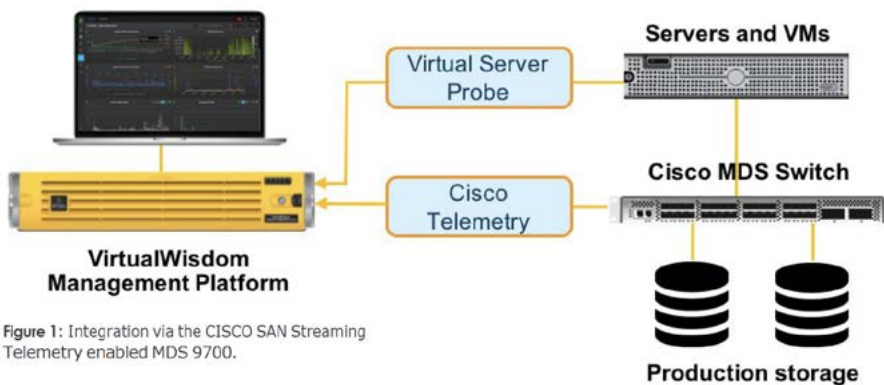 Servers and VMs
Virtual Server
Probe
Cisco MDS Switch
Cisco
Telemetry
VirtualWisdom
Management Platform
Figure 1: Integration via the CISCO SAN Streaming
Telemetry enabled MDS 9700.
Production storage